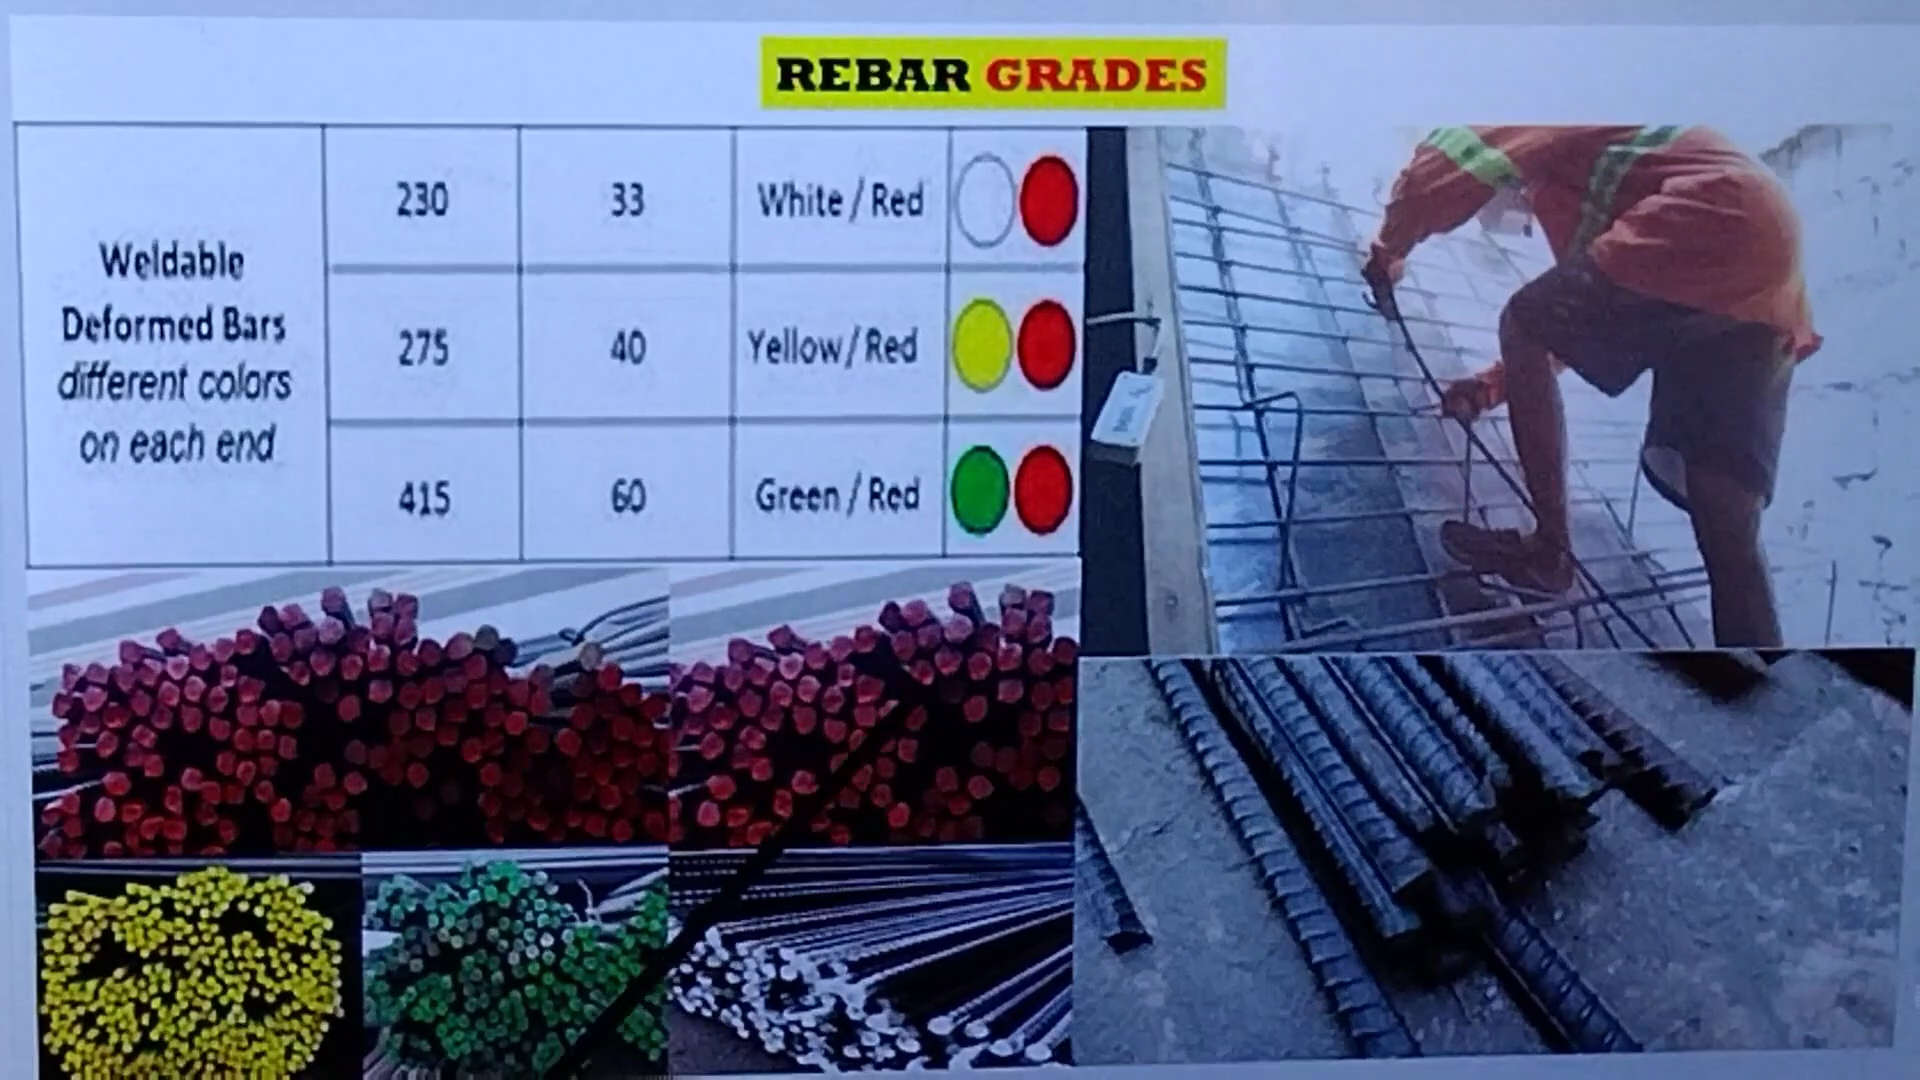 REBAR GRADES
Weldable
Deformed Bars
different colors
on each end
230 33 White / Red
275 40 Yellow / Red
415 60 Green / Red